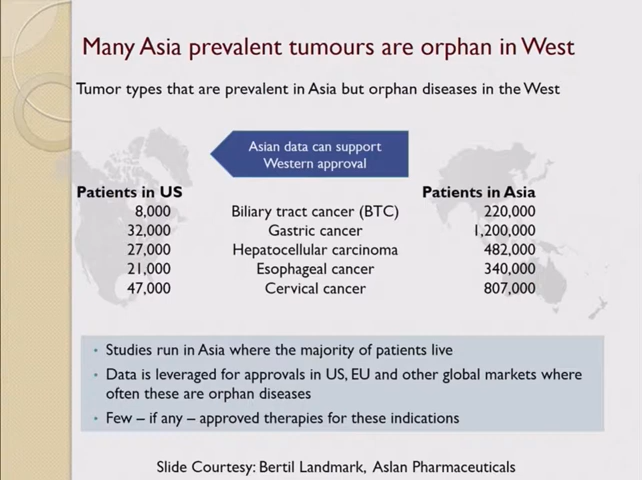 Many Asia prevalent tumours are orphan in West
Tumor types that are prevalent in Asia but orphan diseases in the West
Asian data can support
Western approval
Patients in US Patients in Asia
8,000 Biliary tract cancer (BTC) 220,000
32,000 Gastric cancer 1,200,000
27,000 Hepatocellular carcinoma 482,000
21,000 Esophageal cancer 340,000
47,000 Cervical cancer 807,000
• Studies run in Asia where the majority of patients live
• Data is leveraged for approvals in US, EU and other global markets where
often these are orphan diseases
• Few – if any – approved therapies for these indications
Slide Courtesy: Bertil Landmark, Aslan Pharmaceuticals